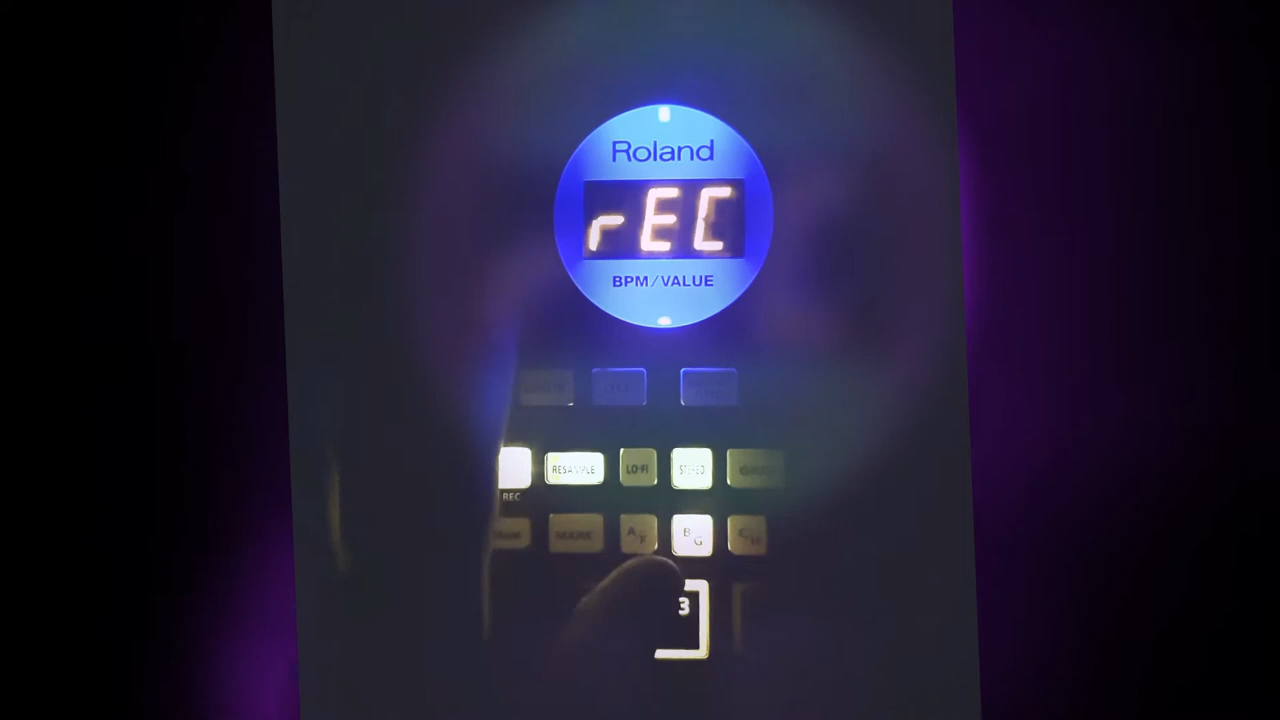 Roland
rEC
BPM/VALUE
RESAMPLE
LO-FI
STEREO
REC
MARK
A/F
B/G
3